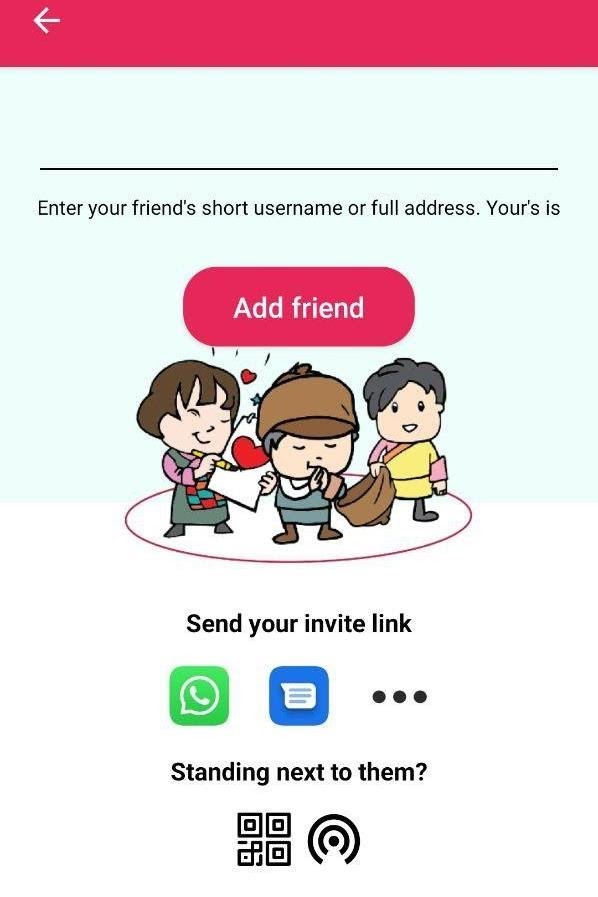 Enter your friend's short username or full address. Your's is
Add friend
Send your invite link
Standing next to them?